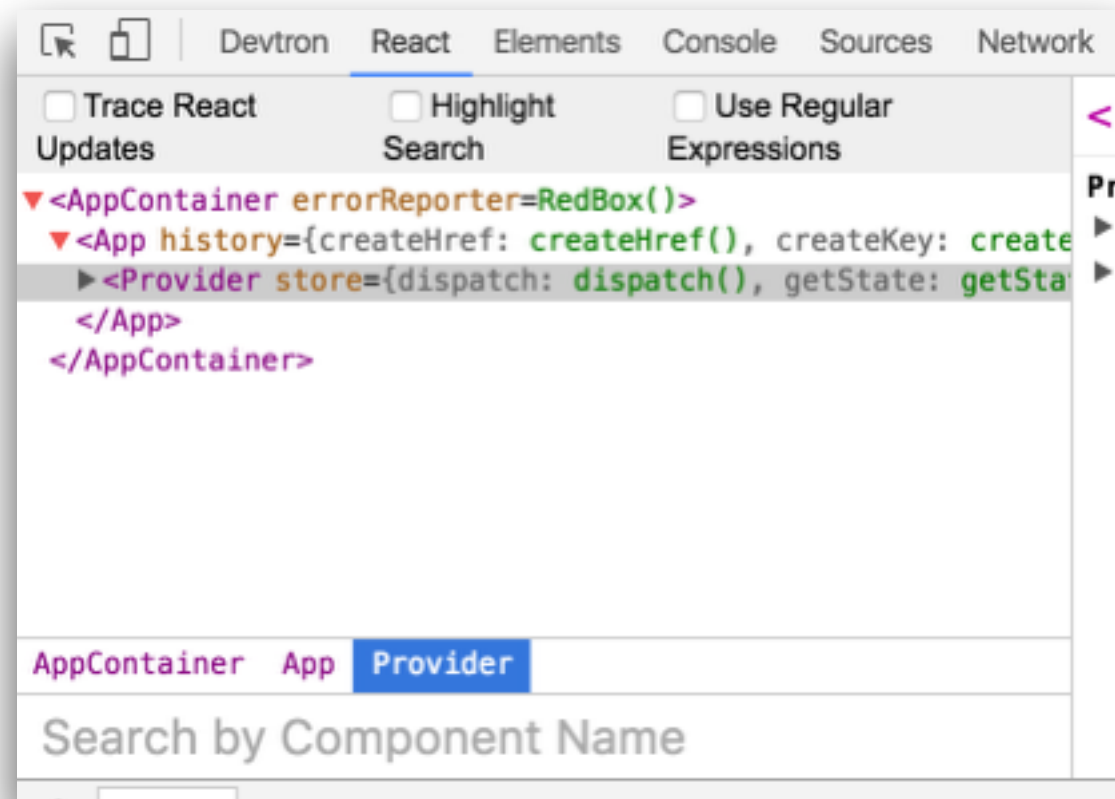 Devtron React Elements Console Sources Network
Trace React Updates
Highlight Search
Use Regular Expressions
<
<AppContainer errorReporter=RedBox()>
<App history={createHref: createHref(), createKey: create
<Provider store={dispatch: dispatch(), getState: getSta
</App>
</AppContainer>
Pr
AppContainer App Provider
Search by Component Name